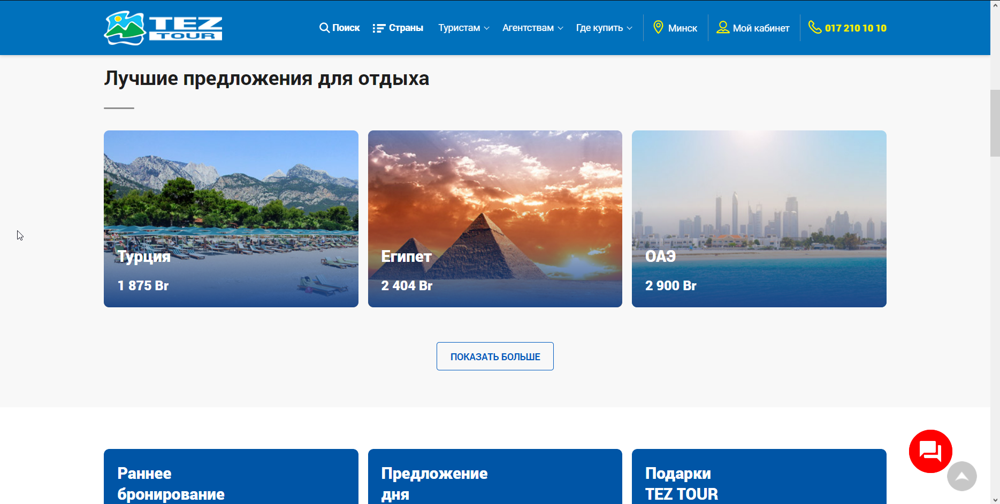 TEZ
TOUR
Поиск
Страны
Туристам
Агентствам
Где купить
Минск
Мой кабинет
017 210 10 10
Лучшие предложения для отдыха
Турция
1 875 Br
Египет
2 404 Br
ОАЭ
2 900 Br
ПОКАЗАТЬ БОЛЬШЕ
Раннее
бронирование
Предложение
дня
Подарки
TEZ TOUR